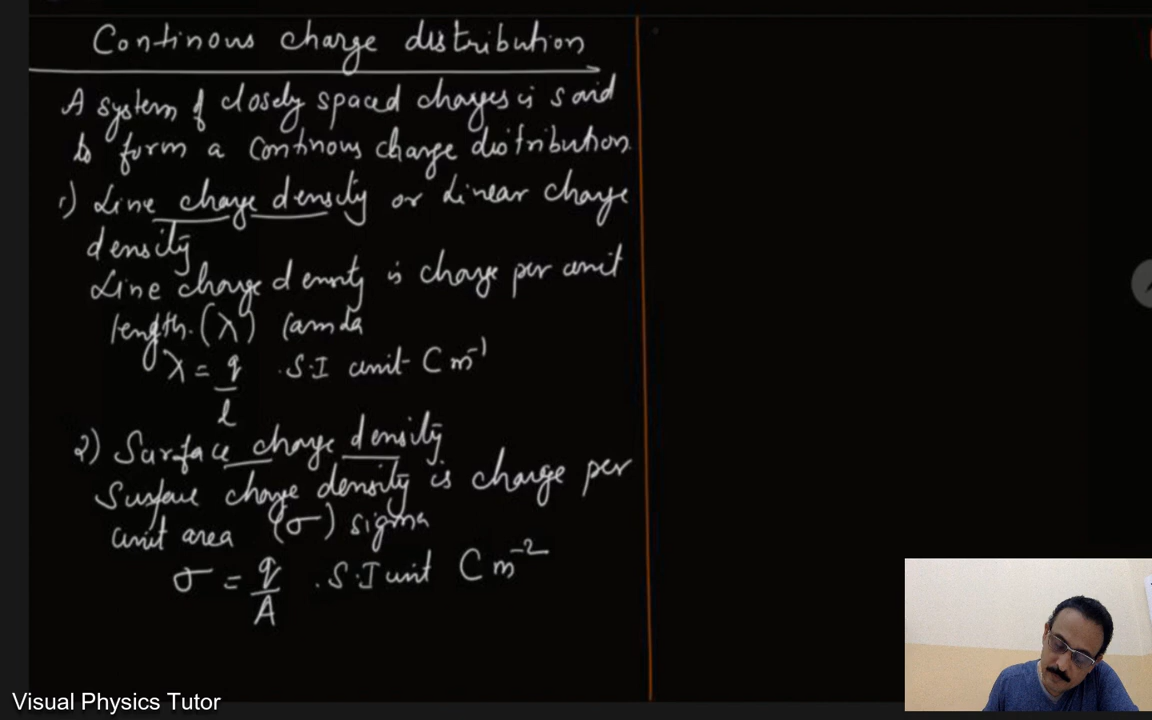 Continous charge distribution
A system of closely spaced charges is said
to form a continous charge distribution.
1) Line charge density or Linear charge
density
Line charge density is charge per unit
length. (λ) lamda
λ = q/l . S.I unit C m⁻¹
2) Surface charge density
Surface charge density is charge per
unit area (σ) sigma
σ = q/A . S.I unit C m⁻²
Visual Physics Tutor